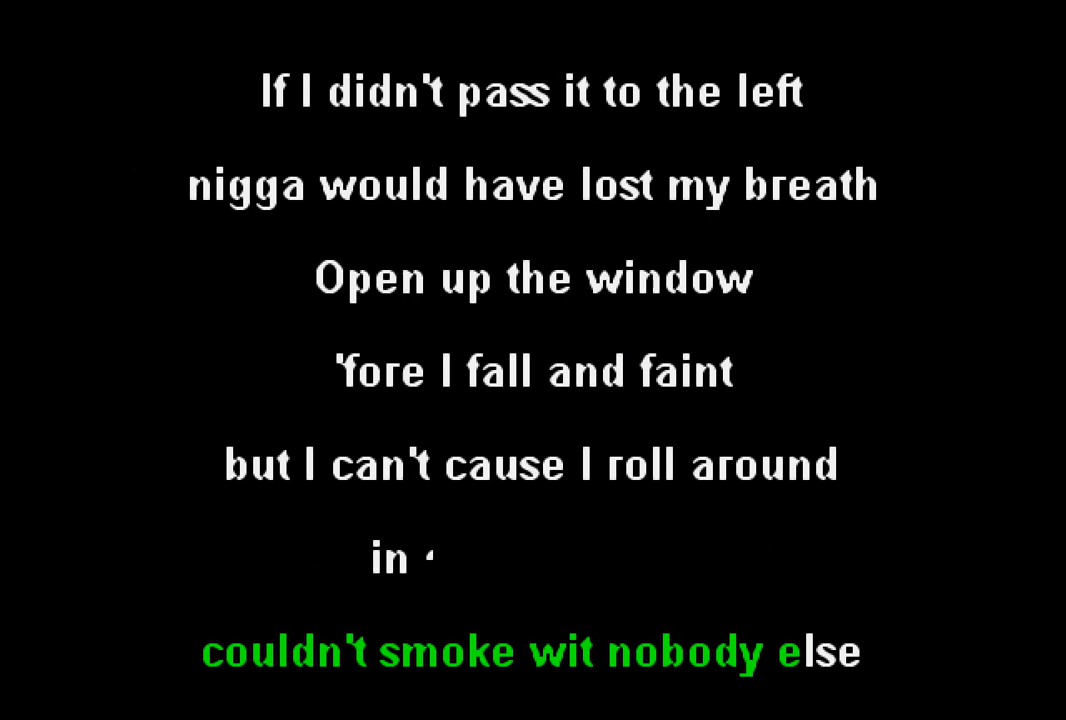 If I didn't pass it to the left
nigga would have lost my breath
Open up the window
'fore I fall and faint
but I can't cause I roll around
in
couldn't smoke wit nobody else